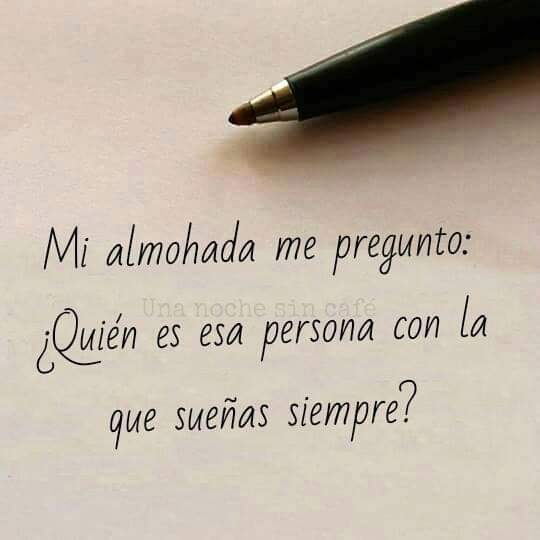 Mi almohada me pregunto:
Una noche sin café
¿Quién es esa persona con la
que sueñas siempre?